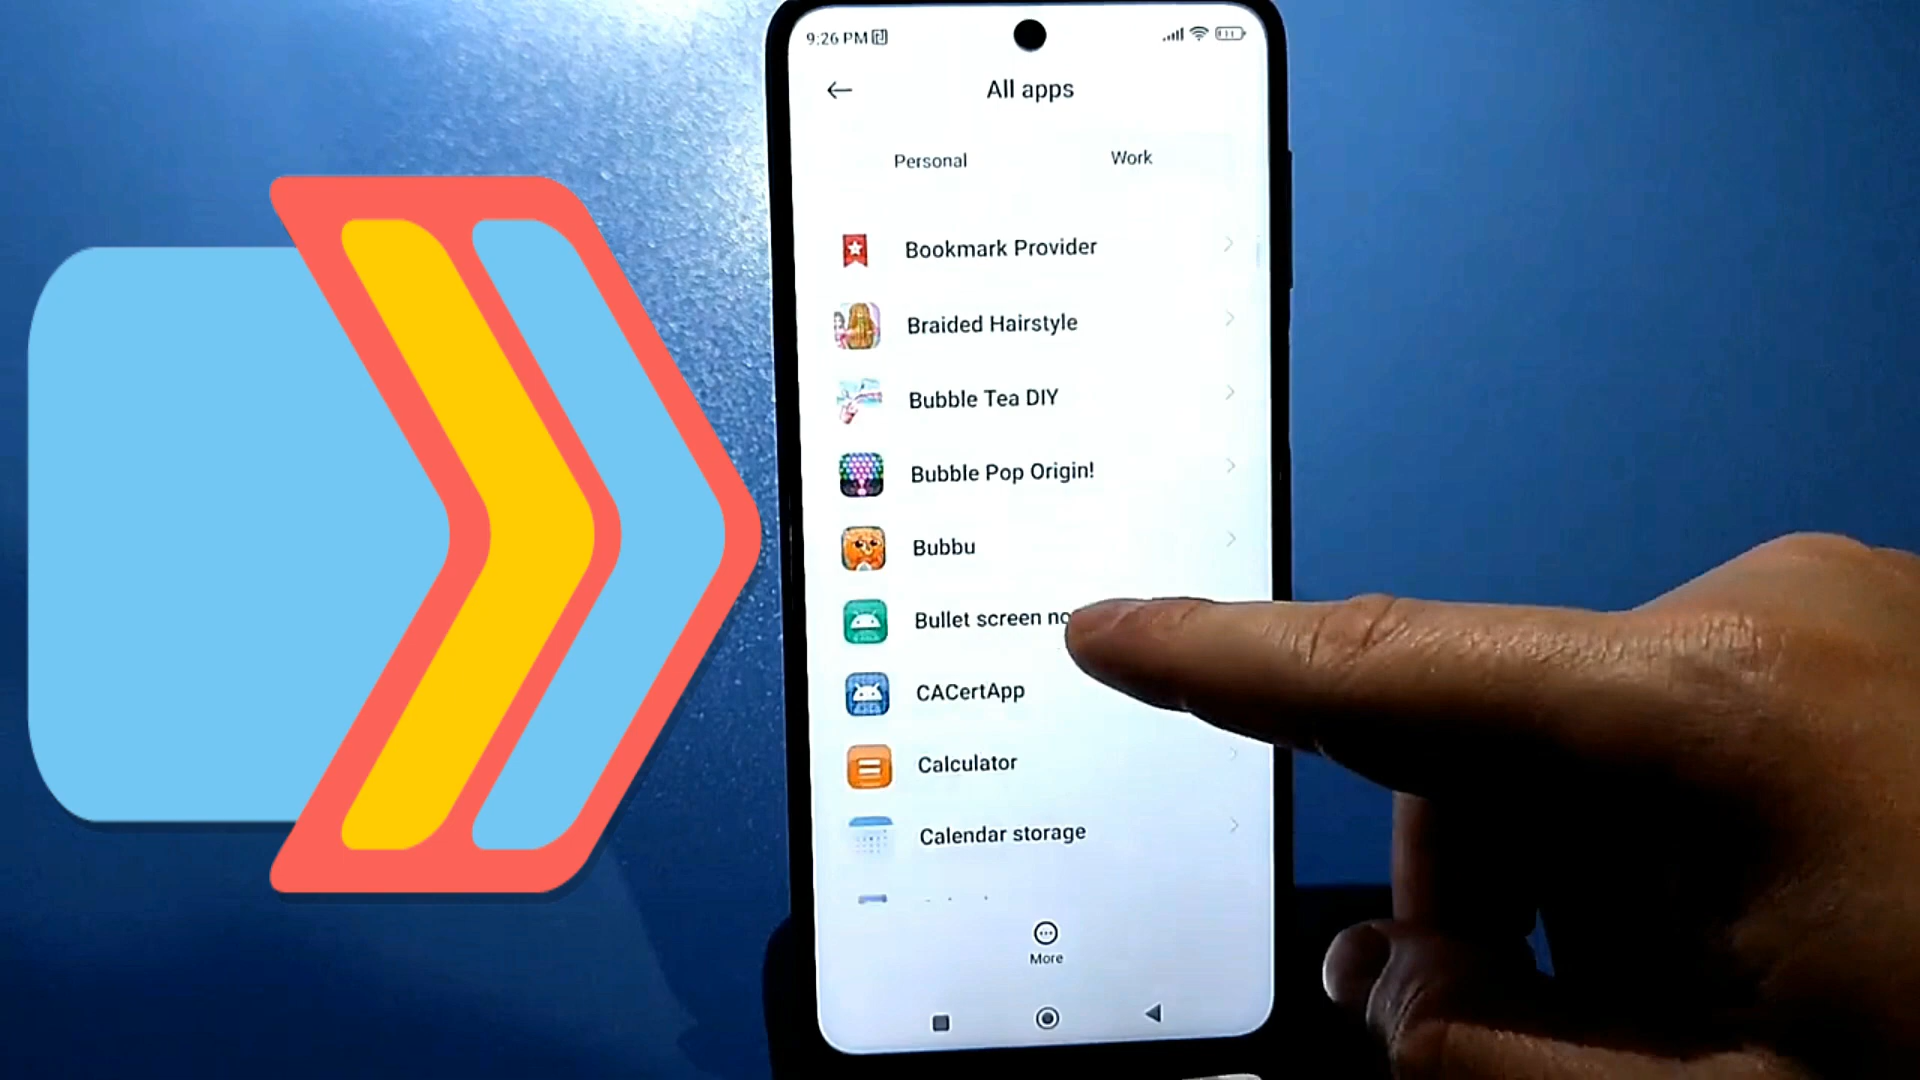 9:26 PM
All apps
Personal Work
Bookmark Provider
Braided Hairstyle
Bubble Tea DIY
Bubble Pop Origin!
Bubbu
Bullet screen
CACertApp
Calculator
Calendar storage
More